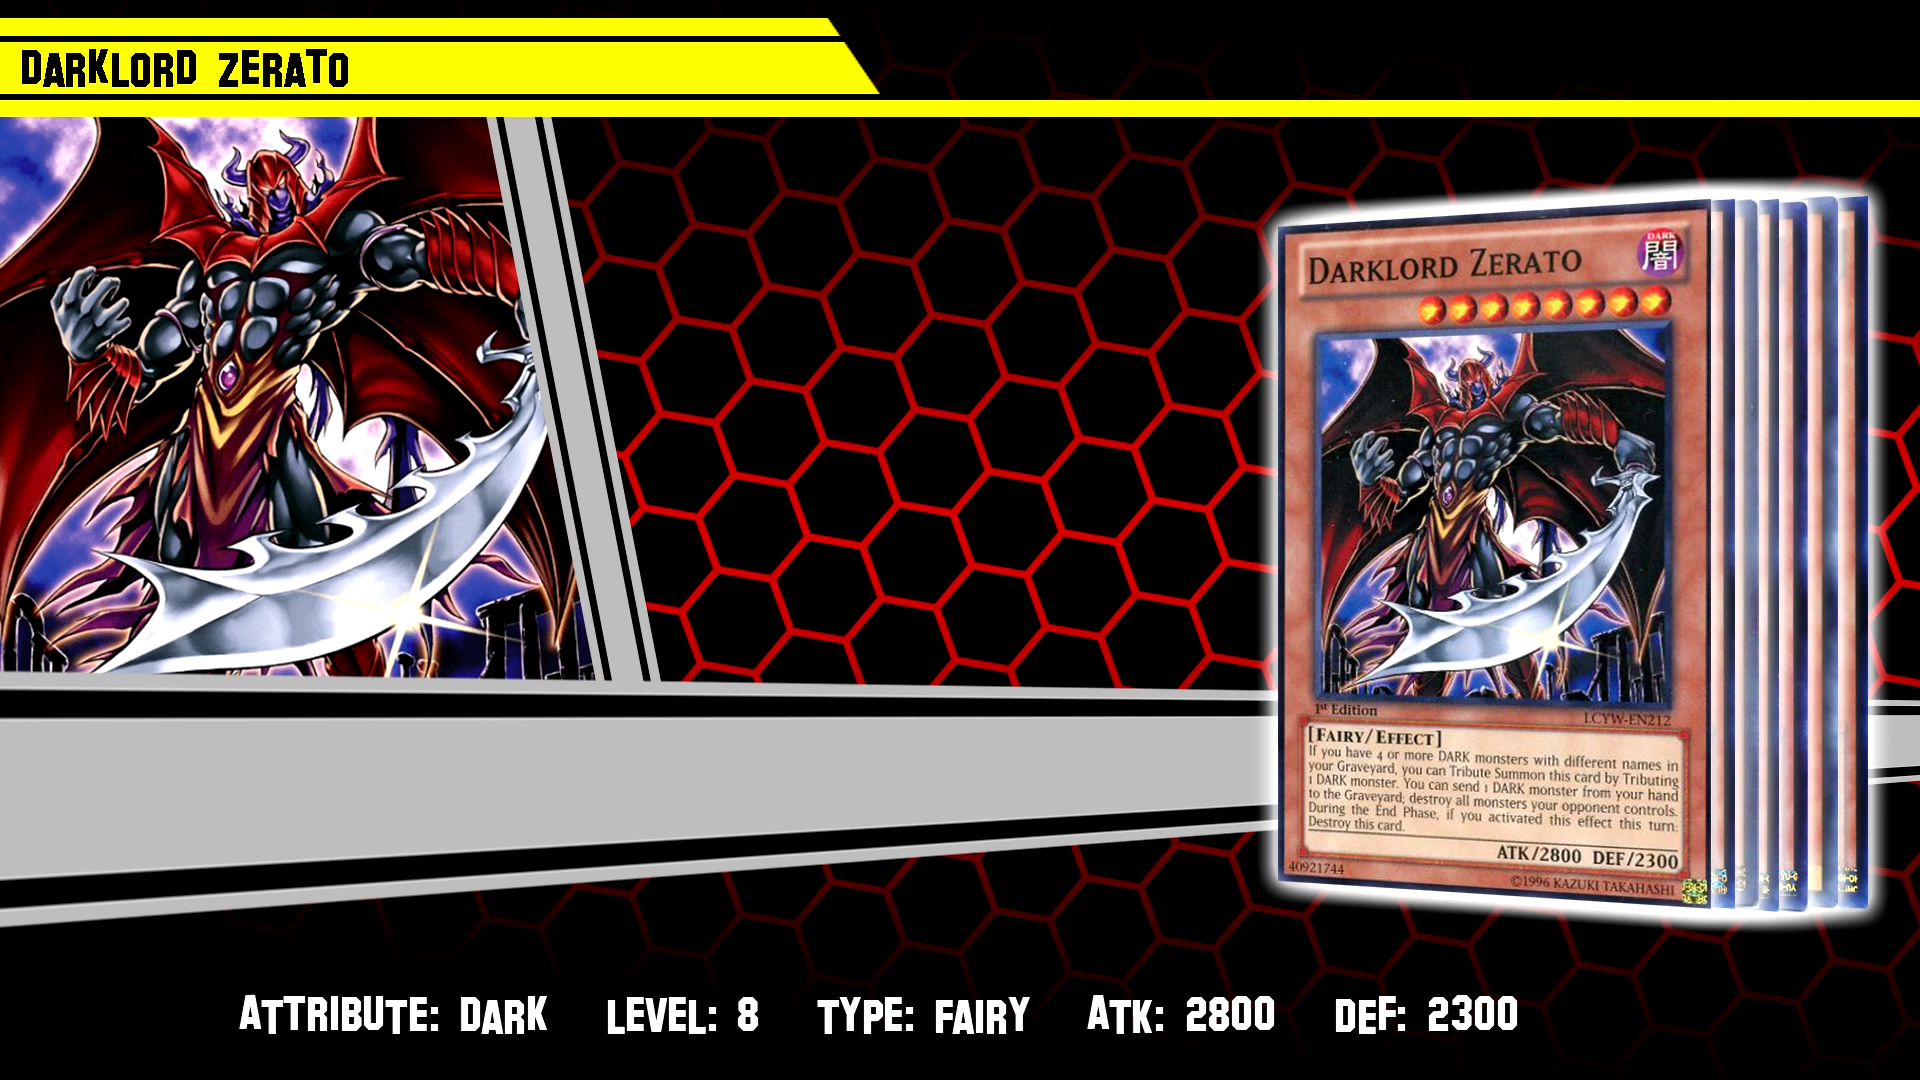 DARKLORD ZERATO
DARKLORD ZERATO
DARK
闇
1st Edition
LCYW-EN212
[FAIRY/EFFECT]
If you have 4 or more DARK monsters with different names in
your Graveyard, you can Tribute Summon this card by Tributing
1 DARK monster. You can send 1 DARK monster from your hand
to the Graveyard; destroy all monsters your opponent controls.
During the End Phase, if you activated this effect this turn:
Destroy this card.
ATK/2800 DEF/2300
40921744
©1996 KAZUKI TAKAHASHI
ATTRIBUTE: DARK LEVEL: 8 TYPE: FAIRY ATK: 2800 DEF: 2300